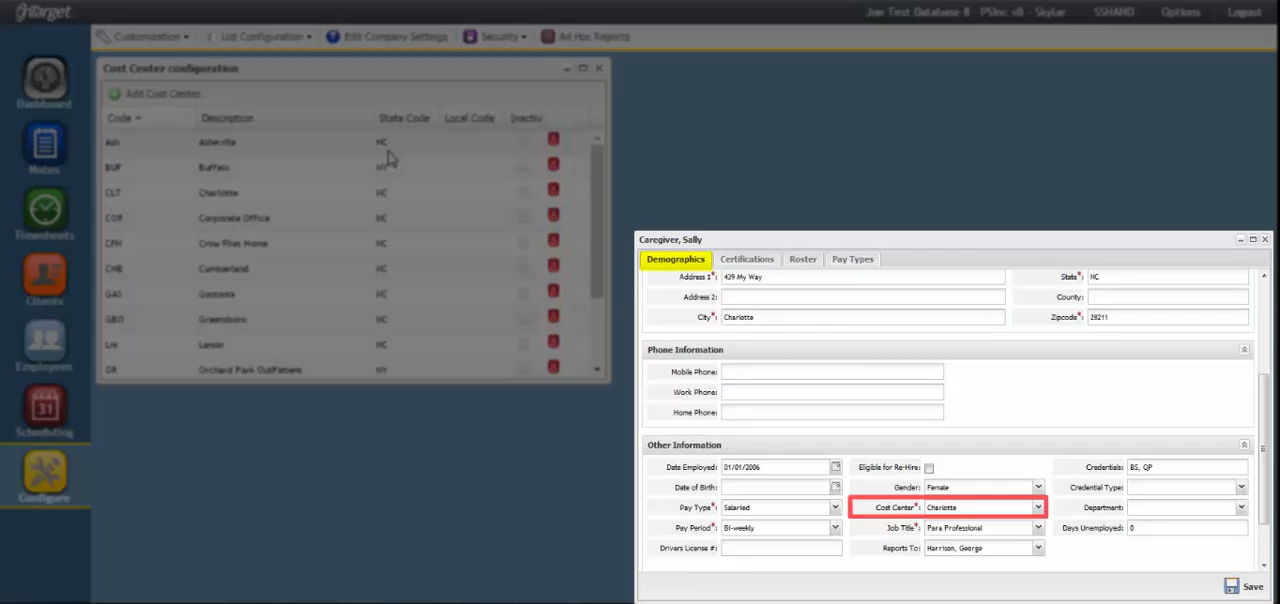 Target
Joe Test Database 8 - PSInc v8 - Skylar SSHAND Options Logout
Customization List Configuration Edit Company Settings Security Ad Hoc Reports
Dashboard
Notes
Timesheets
Clients
Employees
Scheduling
Configure
31
Cost Center configuration
Add Cost Center
Code Description State Code Local Code Inactiv
Ash Asheville NC
BUF Buffalo NY
CLT Charlotte NC
COR Corporate Office NC
CFH Crow Flies Home NC
Cumberland NC
GAS Gastonia NC
GBO Greensboro NC
Lenoir NC
OR Orchard Park OutPatient NY
Caregiver, Sally
Demographics Certifications Roster Pay Types
Address 1*: 439 My Way State*: NC
Address 2: County:
City*: Charlotte Zipcode*: 28211
Phone Information
Mobile Phone:
Work Phone:
Home Phone:
Other Information
Date Employed: 01/01/2006 Eligible for Re-Hire: Credentials: BS, QP
Date of Birth: Gender: Female Credential Type:
Pay Type*: Salaried Cost Center*: Charlotte Department:
Pay Period*: Bi-weekly Job Title*: Para Professional Days Unemployed: 0
Drivers License #: Reports To: Harrison, George
Save